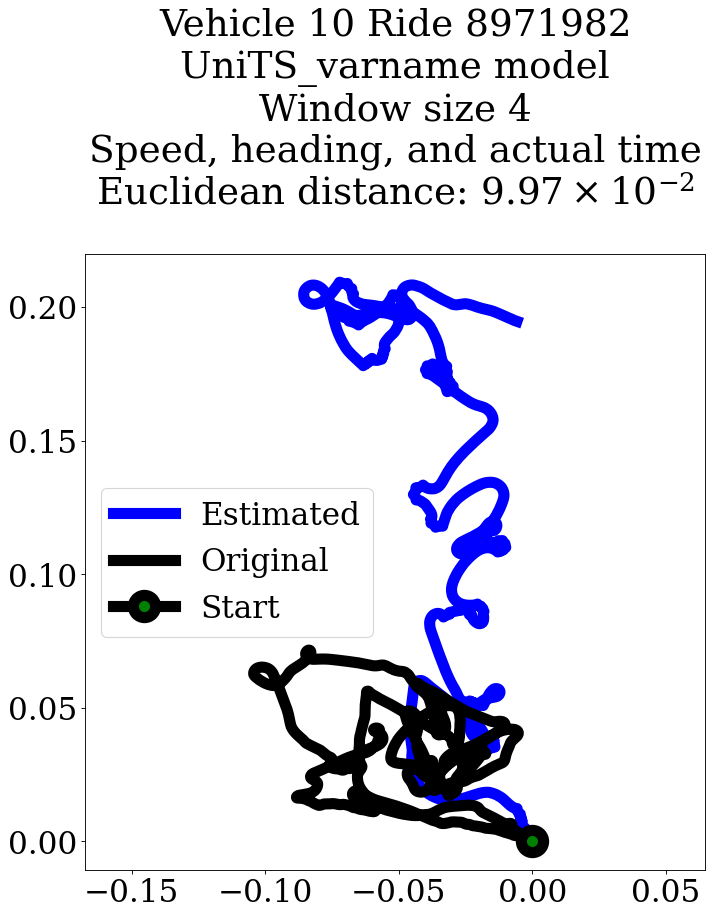 Vehicle 10 Ride 8971982
UniTS_varname model
Window size 4
Speed, heading, and actual time
Euclidean distance: 9.97 × 10⁻²
0.20
0.15
0.10
0.05
0.00
Estimated
Original
Start
−0.15 −0.10 −0.05 0.00 0.05